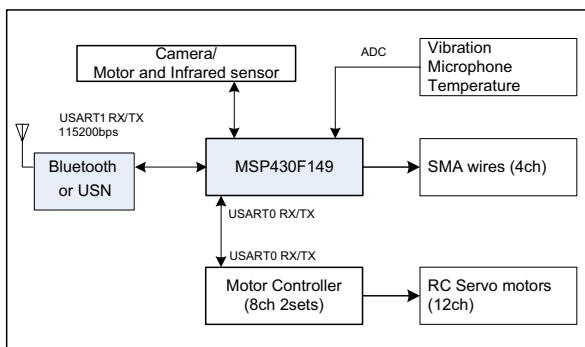 Camera/
Motor and Infrared sensor
ADC
Vibration
Microphone
Temperature
USART1 RX/TX
115200bps
Bluetooth
or USN
MSP430F149
SMA wires (4ch)
USART0 RX/TX
USART0 RX/TX
Motor Controller
(8ch 2sets)
RC Servo motors
(12ch)